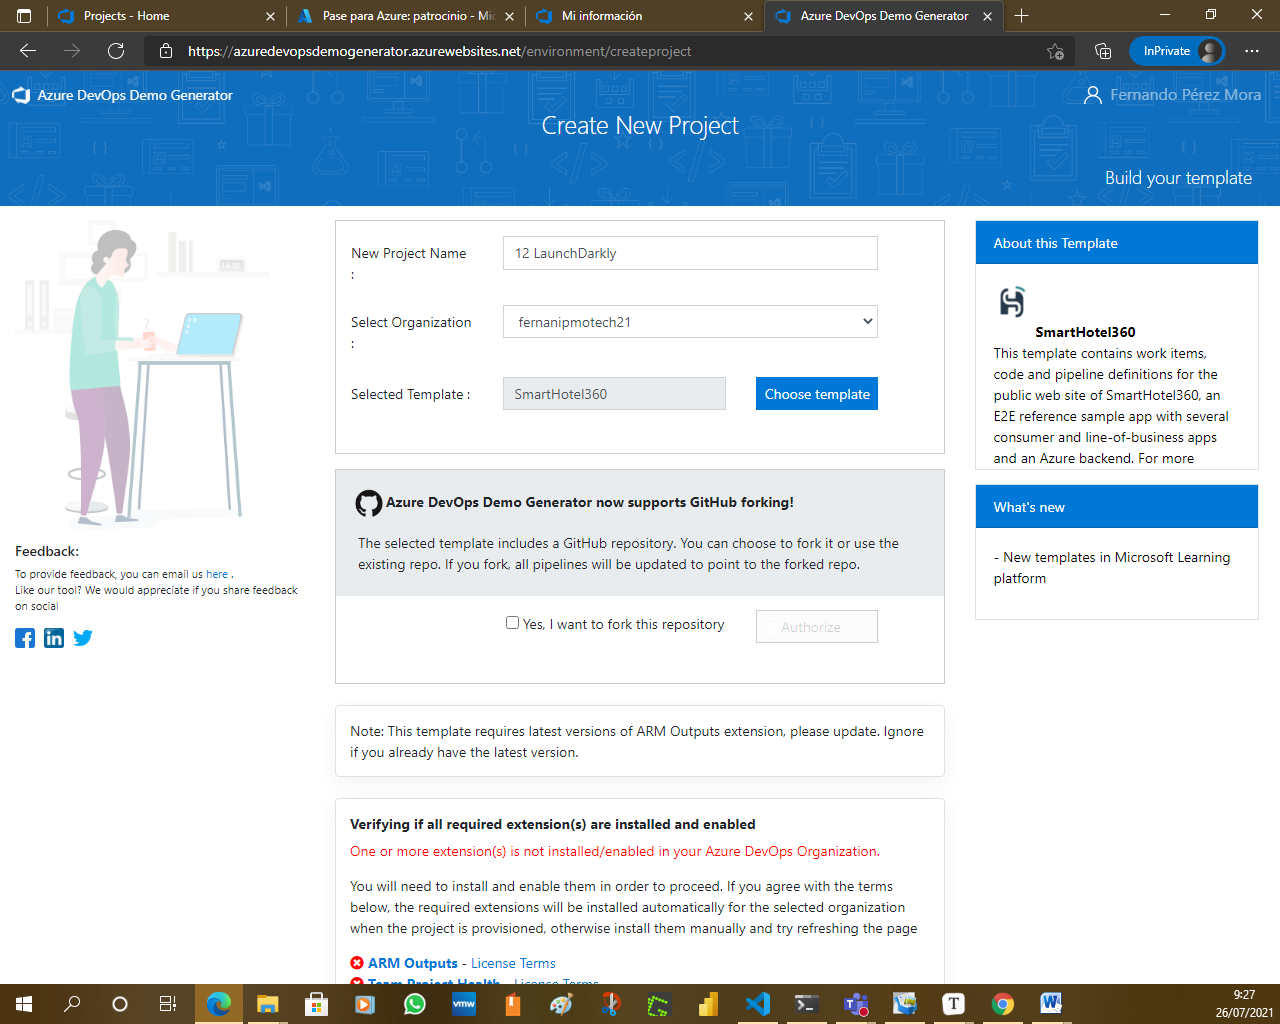 Projects - Home
Pase para Azure: patrocinio - Mic
Mi información
Azure DevOps Demo Generator
https://azuredevopsdemogenerator.azurewebsites.net/environment/createproject
InPrivate
Azure DevOps Demo Generator
Fernando Pérez Mora
Create New Project
Build your template
New Project Name
:
12 LaunchDarkly
Select Organization
:
fernanipmotech21
Selected Template :
SmartHotel360
Choose template
About this Template
SmartHotel360
This template contains work items,
code and pipeline definitions for the
public web site of SmartHotel360, an
E2E reference sample app with several
consumer and line-of-business apps
and an Azure backend. For more
Azure DevOps Demo Generator now supports GitHub forking!
The selected template includes a GitHub repository. You can choose to fork it or use the
existing repo. If you fork, all pipelines will be updated to point to the forked repo.
Yes, I want to fork this repository
Authorize
What's new
- New templates in Microsoft Learning
platform
Feedback:
To provide feedback, you can email us here .
Like our tool? We would appreciate if you share feedback
on social
Note: This template requires latest versions of ARM Outputs extension, please update. Ignore
if you already have the latest version.
Verifying if all required extension(s) are installed and enabled
One or more extension(s) is not installed/enabled in your Azure DevOps Organization.
You will need to install and enable them in order to proceed. If you agree with the terms
below, the required extensions will be installed automatically for the selected organization
when the project is provisioned, otherwise install them manually and try refreshing the page
ARM Outputs - License Terms
Team Project Health - License Terms
vmw
T
9:27
26/07/2021